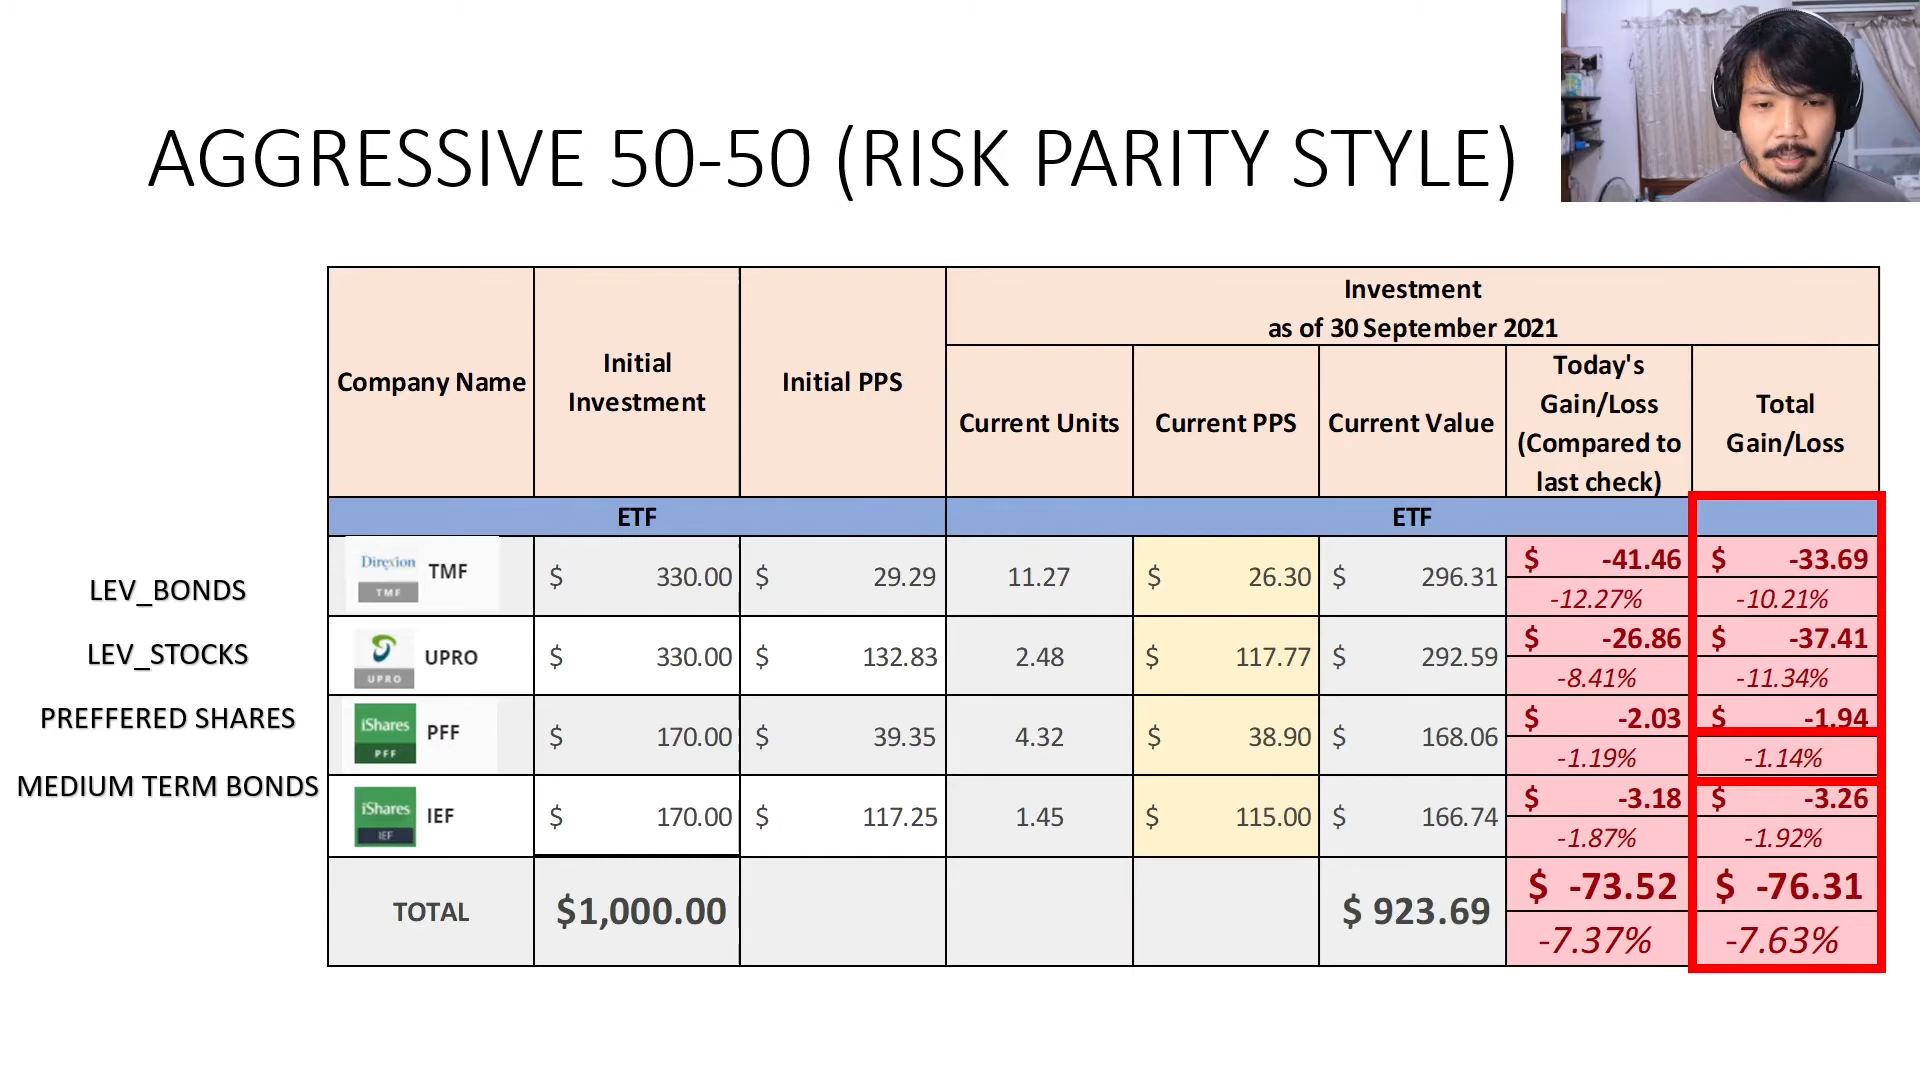 AGGRESSIVE 50-50 (RISK PARITY STYLE)
Investment
as of 30 September 2021
Company Name
Initial
Investment
Initial PPS
Current Units
Current PPS
Current Value
Today's
Gain/Loss
(Compared to
last check)
Total
Gain/Loss
ETF ETF
LEV_BONDS Direxion TMF TMF $ 330.00 $ 29.29 11.27 $ 26.30 $ 296.31 $ -41.46 $ -33.69
-12.27% -10.21%
LEV_STOCKS UPRO UPRO $ 330.00 $ 132.83 2.48 $ 117.77 $ 292.59 $ -26.86 $ -37.41
-8.41% -11.34%
PREFFERED SHARES iShares PFF PFF $ 170.00 $ 39.35 4.32 $ 38.90 $ 168.06 $ -2.03 $ -1.94
-1.19% -1.14%
MEDIUM TERM BONDS iShares IEF IEF $ 170.00 $ 117.25 1.45 $ 115.00 $ 166.74 $ -3.18 $ -3.26
-1.87% -1.92%
TOTAL $1,000.00 $ 923.69 $ -73.52 $ -76.31
-7.37% -7.63%